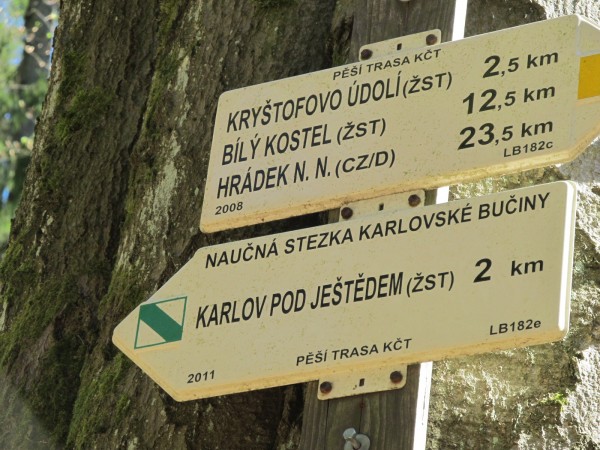 PĚŠÍ TRASA KČT
KRYŠTOFOVO ÚDOLÍ (ŽST) 2,5 km
BÍLÝ KOSTEL (ŽST) 12,5 km
HRÁDEK N. N. (CZ/D) 23,5 km
2008 LB182c
NAUČNÁ STEZKA KARLOVSKÉ BUČINY
KARLOV POD JEŠTĚDEM (ŽST) 2 km
2011 PĚŠÍ TRASA KČT LB182e